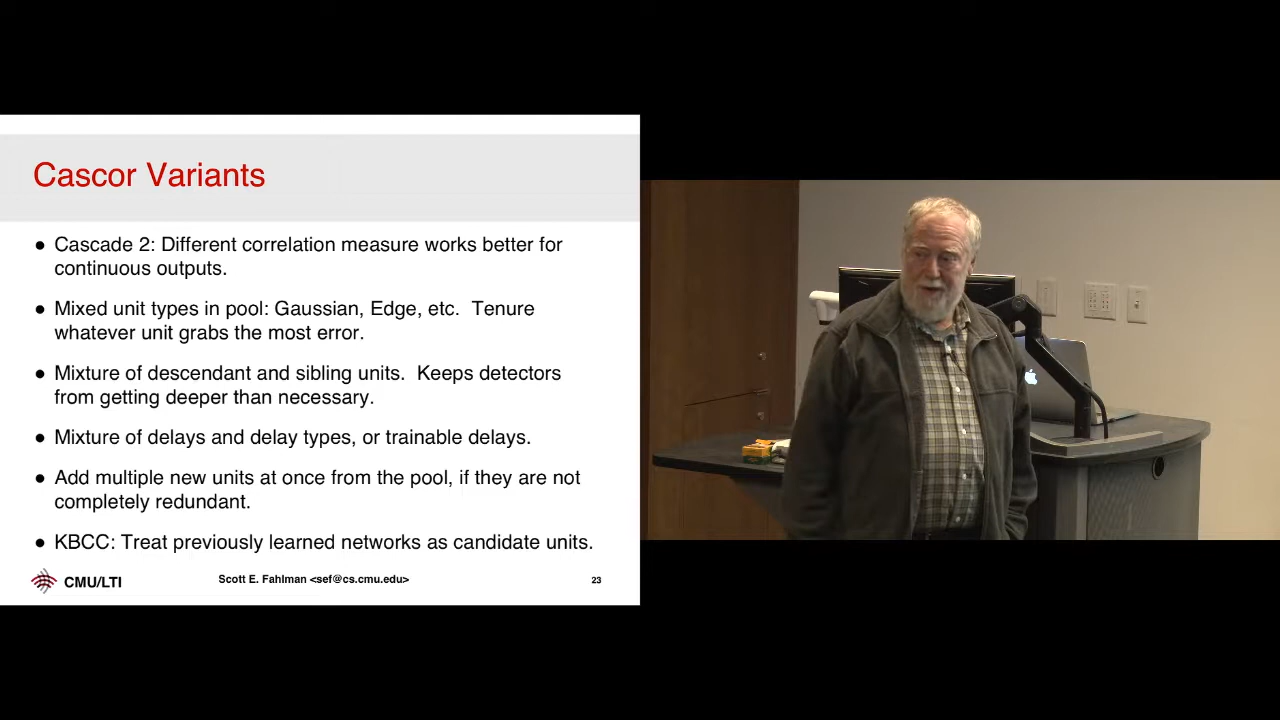 Cascor Variants
● Cascade 2: Different correlation measure works better for
continuous outputs.
● Mixed unit types in pool: Gaussian, Edge, etc. Tenure
whatever unit grabs the most error.
● Mixture of descendant and sibling units. Keeps detectors
from getting deeper than necessary.
● Mixture of delays and delay types, or trainable delays.
● Add multiple new units at once from the pool, if they are not
completely redundant.
● KBCC: Treat previously learned networks as candidate units.
CMU/LTI
Scott E. Fahlman <sef@cs.cmu.edu>
23